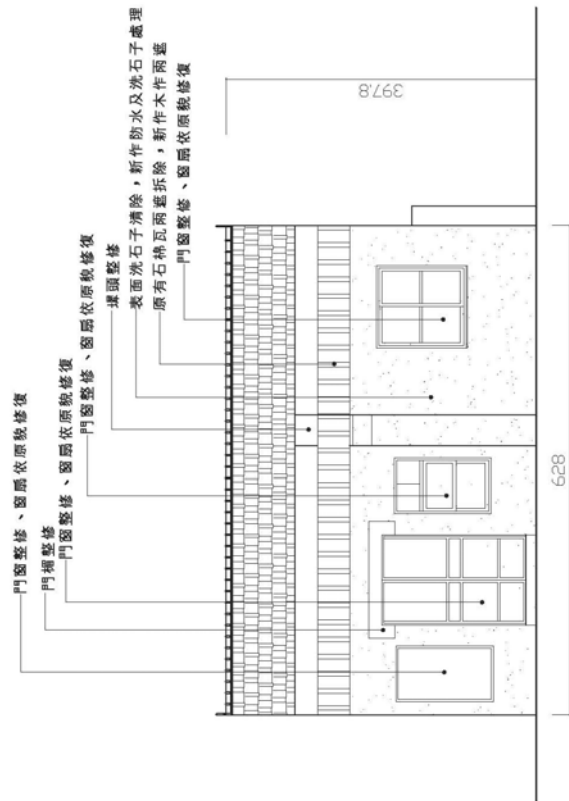 門窗整修、窗扇依原貌修復
門楣整修
門窗整修、窗扇依原貌修復
門窗整修、窗扇依原貌修復
墀頭整修
表面洗石子清除，新作防水及洗石子處理
原有石棉瓦雨遮拆除，新作木作雨遮
門窗整修、窗扇依原貌修復
397.8
628